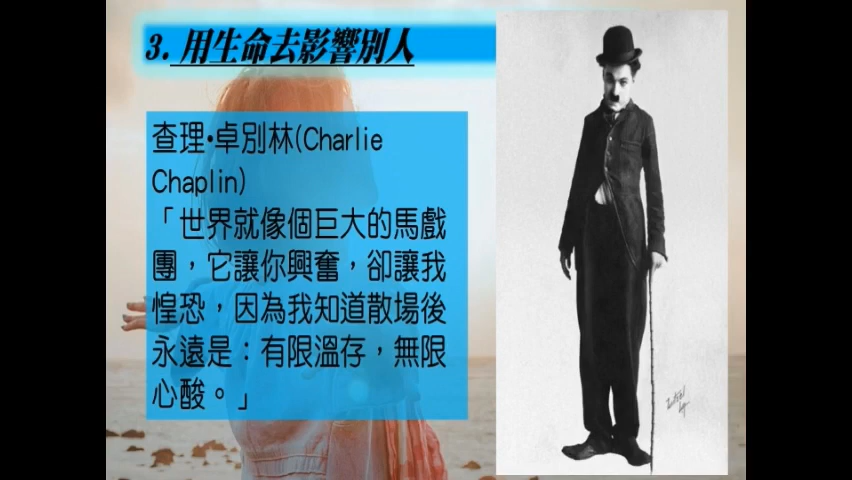 3. 用生命去影響別人
查理•卓別林(Charlie
Chaplin)
「世界就像個巨大的馬戲
團，它讓你興奮，卻讓我
惶恐，因為我知道散場後
永遠是：有限溫存，無限
心酸。」